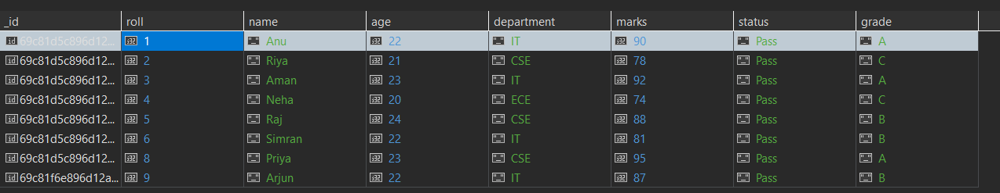 _id roll name age department marks status grade
69c81d5c896d12... 1 Anu 22 IT 90 Pass A
69c81d5c896d12... 2 Riya 21 CSE 78 Pass C
69c81d5c896d12... 3 Aman 23 IT 92 Pass A
69c81d5c896d12... 4 Neha 20 ECE 74 Pass C
69c81d5c896d12... 5 Raj 24 CSE 88 Pass B
69c81d5c896d12... 6 Simran 22 IT 81 Pass B
69c81d5c896d12... 8 Priya 23 CSE 95 Pass A
69c81f6e896d12a... 9 Arjun 22 IT 87 Pass B